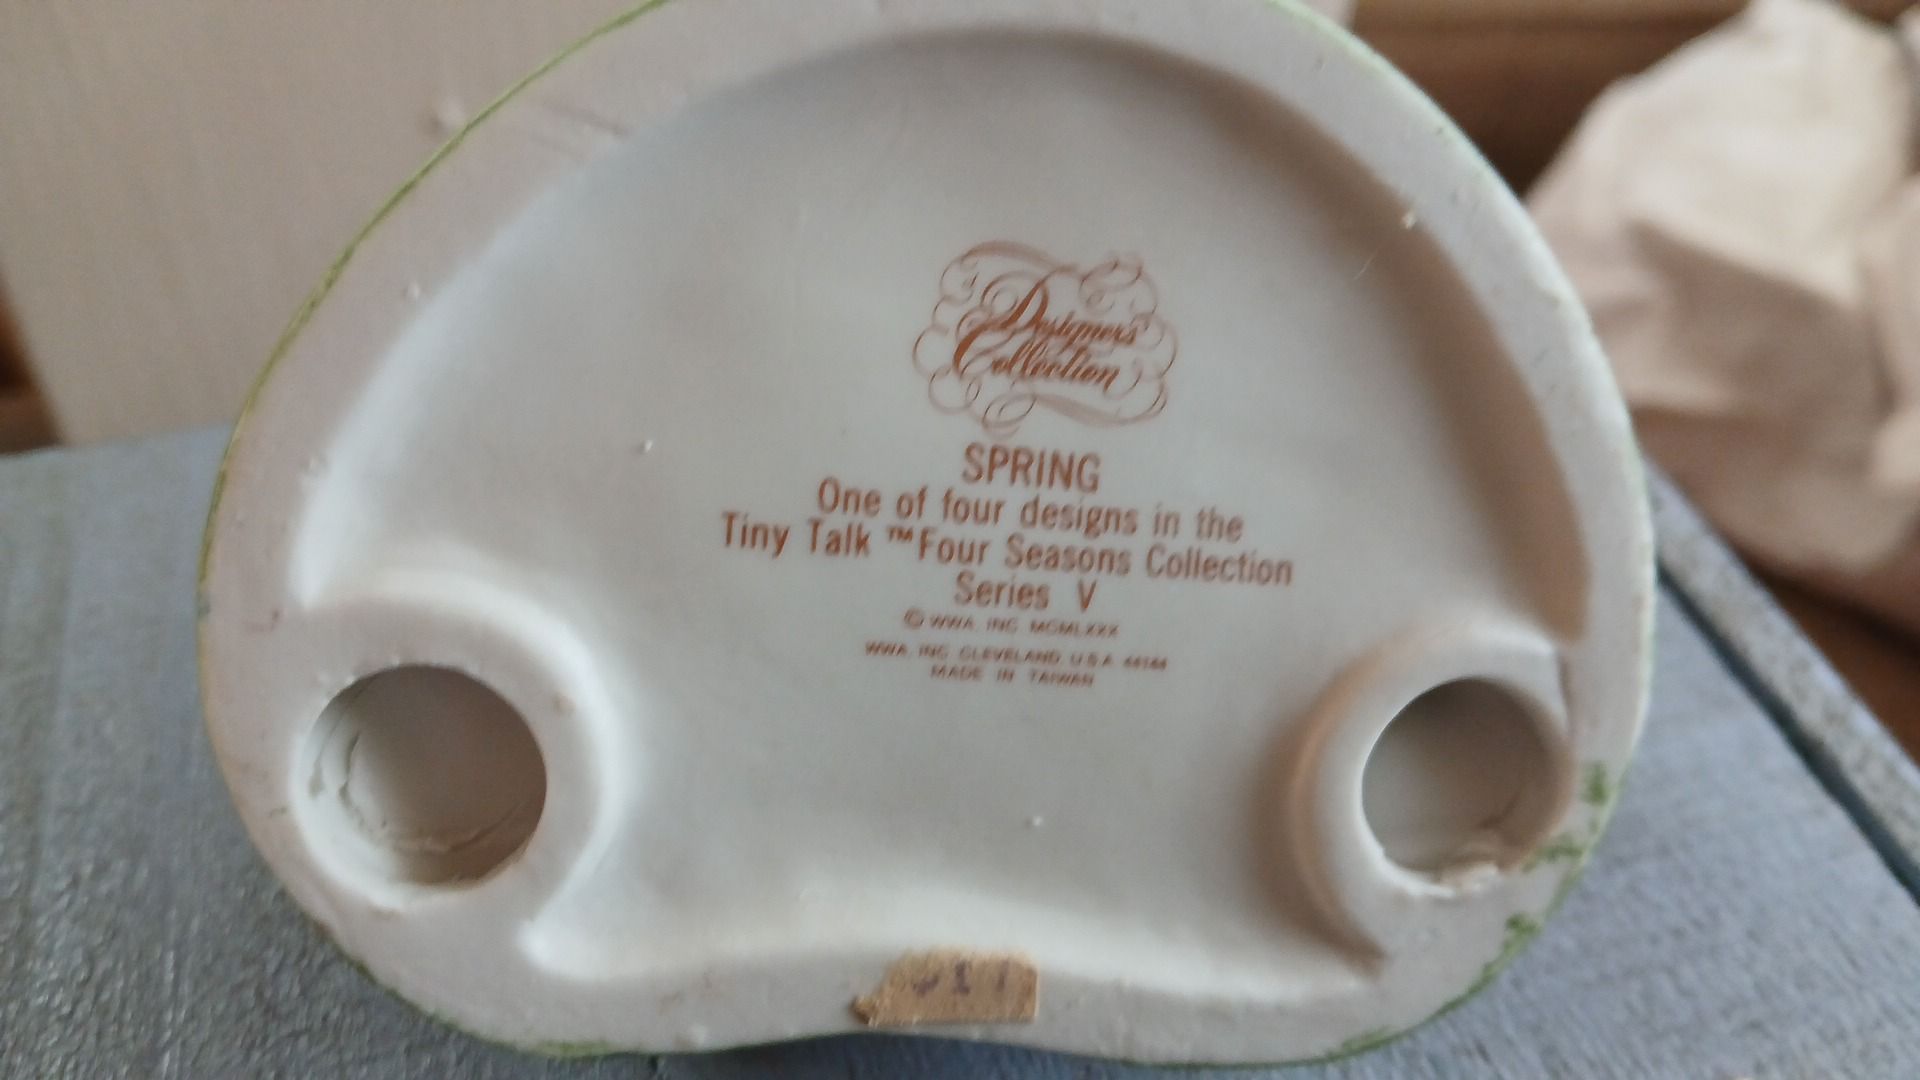 Designers'
Collection
SPRING
One of four designs in the
Tiny Talk ™ Four Seasons Collection
Series V
© WWA, INC. MCMLXXX
WWA, INC. CLEVELAND, U.S.A. 44144
MADE IN TAIWAN